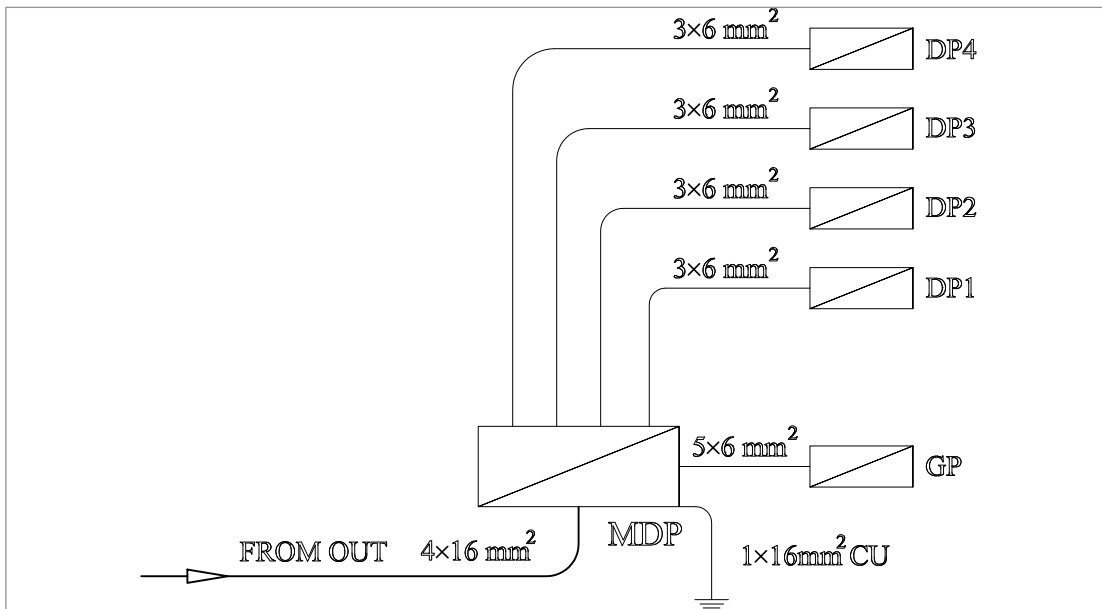 3×6 mm²
DP4
3×6 mm²
DP3
3×6 mm²
DP2
3×6 mm²
DP1
5×6 mm²
GP
MDP
FROM OUT 4×16 mm²
1×16mm² CU